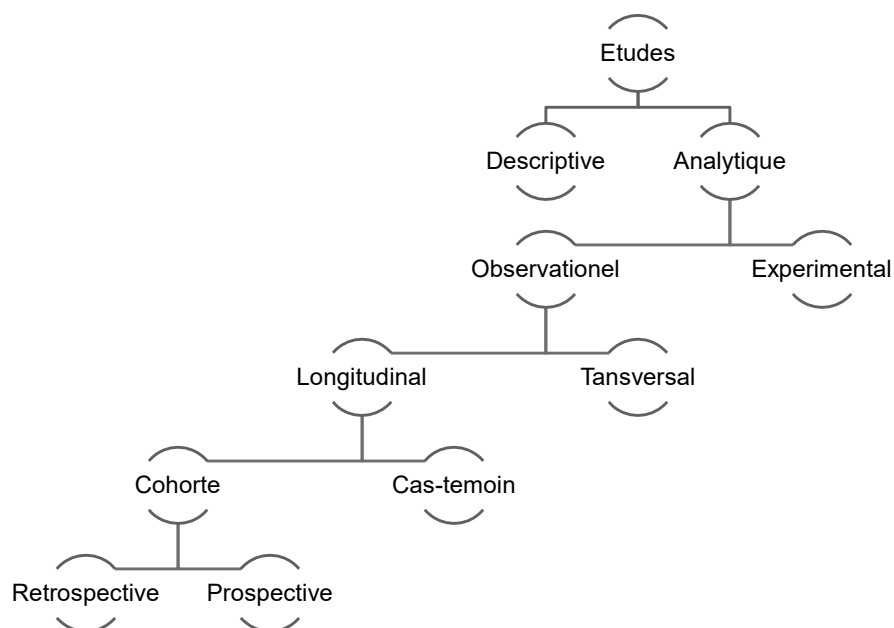 Etudes
Descriptive
Analytique
Observationel
Experimental
Longitudinal
Tansversal
Cohorte
Cas-temoin
Retrospective
Prospective